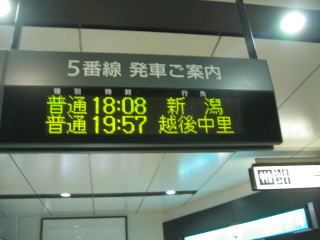 5番線 発車ご案内
種別 時刻 行先
普通 18:08 新潟
普通 19:57 越後中里